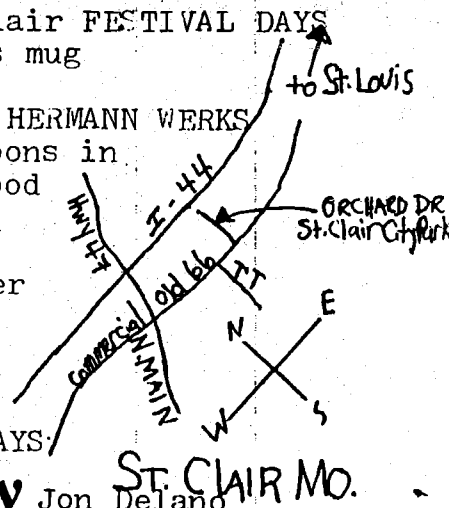 lair FESTIVAL DAYS
s mug
to St. Louis
HERMANN WERKS
oons in
ood
I-44
Hwy 47
ORCHARD DR
St. Clair City Park
er
Old 66
TT
Commercial
N. MAIN
N
E
W
S
AYS
ST. CLAIR MO.
Jon Delano